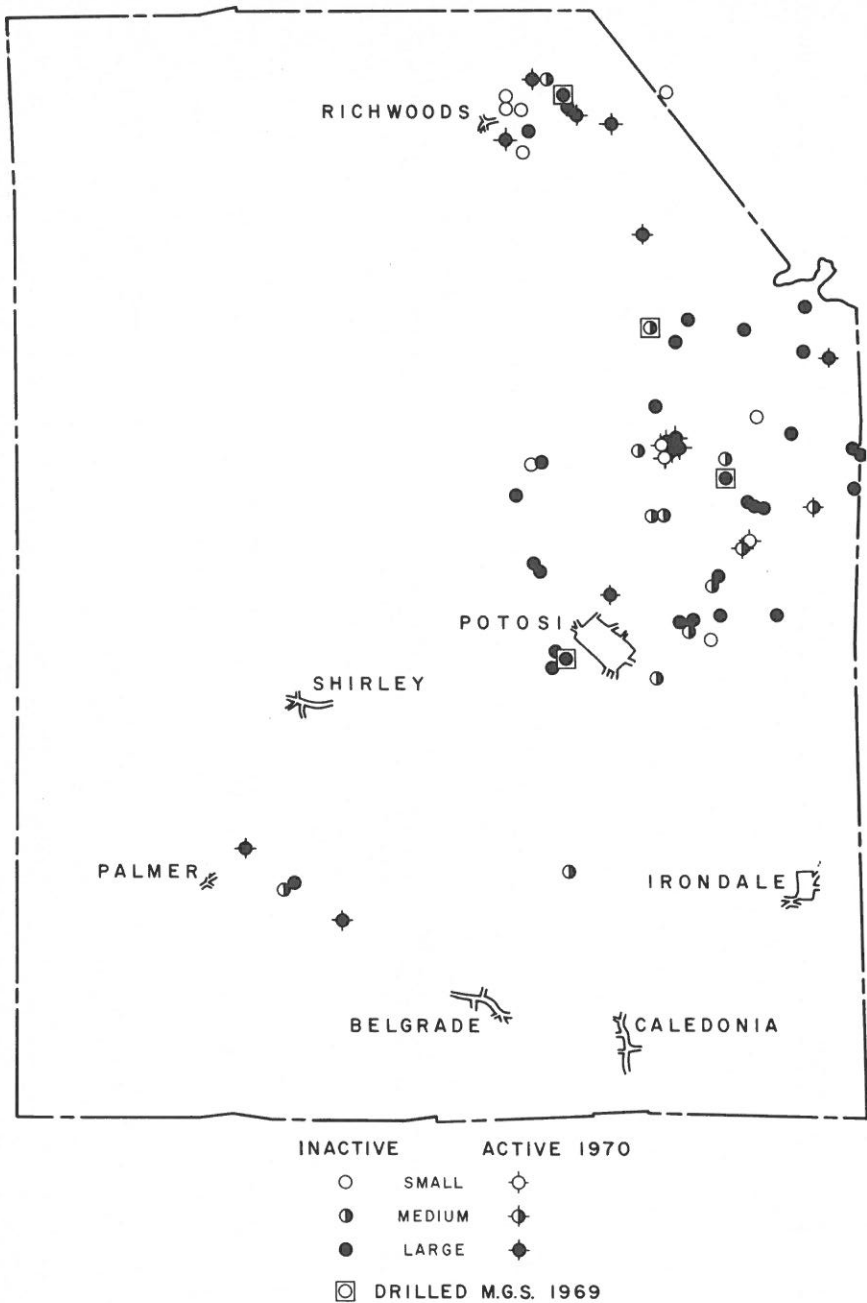 RICHWOODS
POTOSI
SHIRLEY
PALMER
IRONDALE
BELGRADE
CALEDONIA
INACTIVE ACTIVE 1970
SMALL
MEDIUM
LARGE
DRILLED M.G.S. 1969